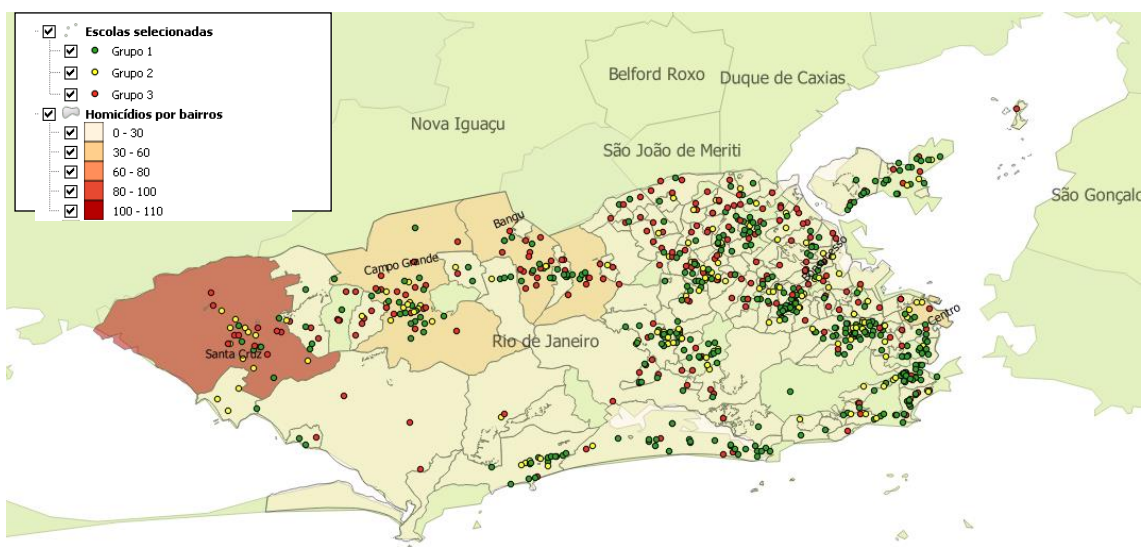 Escolas selecionadas
Grupo 1
Grupo 2
Grupo 3
Homicídios por bairros
0 - 30
30 - 60
60 - 80
80 - 100
100 - 110
Belford Roxo
Duque de Caxias
Nova Iguaçu
São João de Meriti
São Gonçalo
Bangu
Campo Grande
Centro
Rio de Janeiro
Santa Cruz